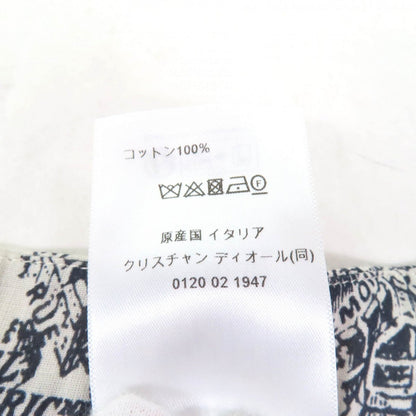 コットン100%
原産国 イタリア
クリスチャン ディオール(同)
0120 02 1947